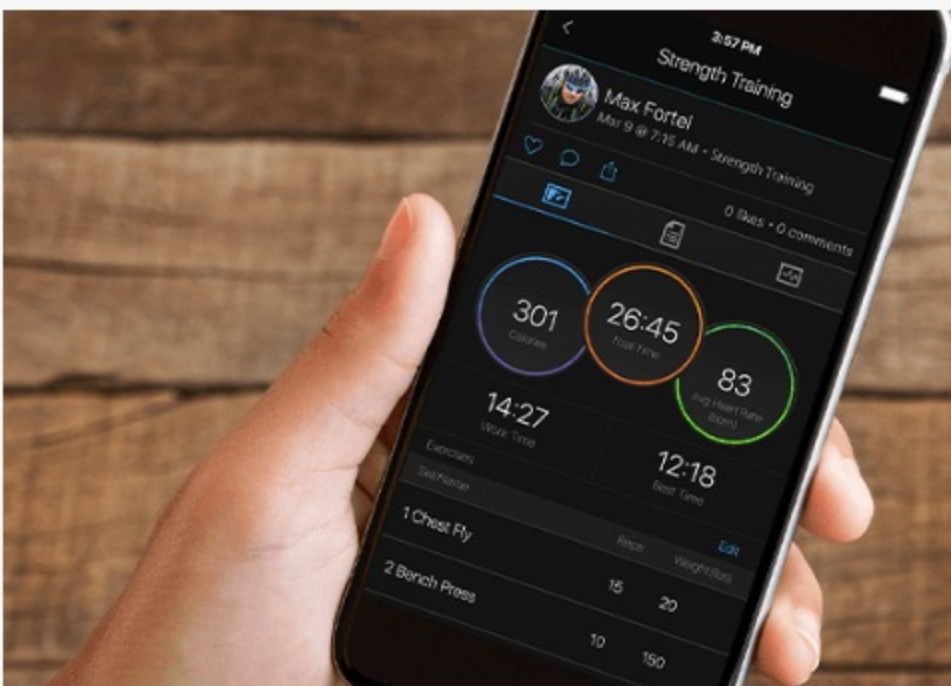 3:57 PM
Strength Training
Max Fortel
Mar 9 @ 7:15 AM • Strength Training
0 likes • 0 comments
301
Calories
26:45
Total Time
83
Avg Heart Rate
(bpm)
14:27
Work Time
12:18
Rest Time
Exercises
Edit
Set/Name
Reps
Weight (lbs)
1 Chest Fly
15
20
2 Bench Press
10
150